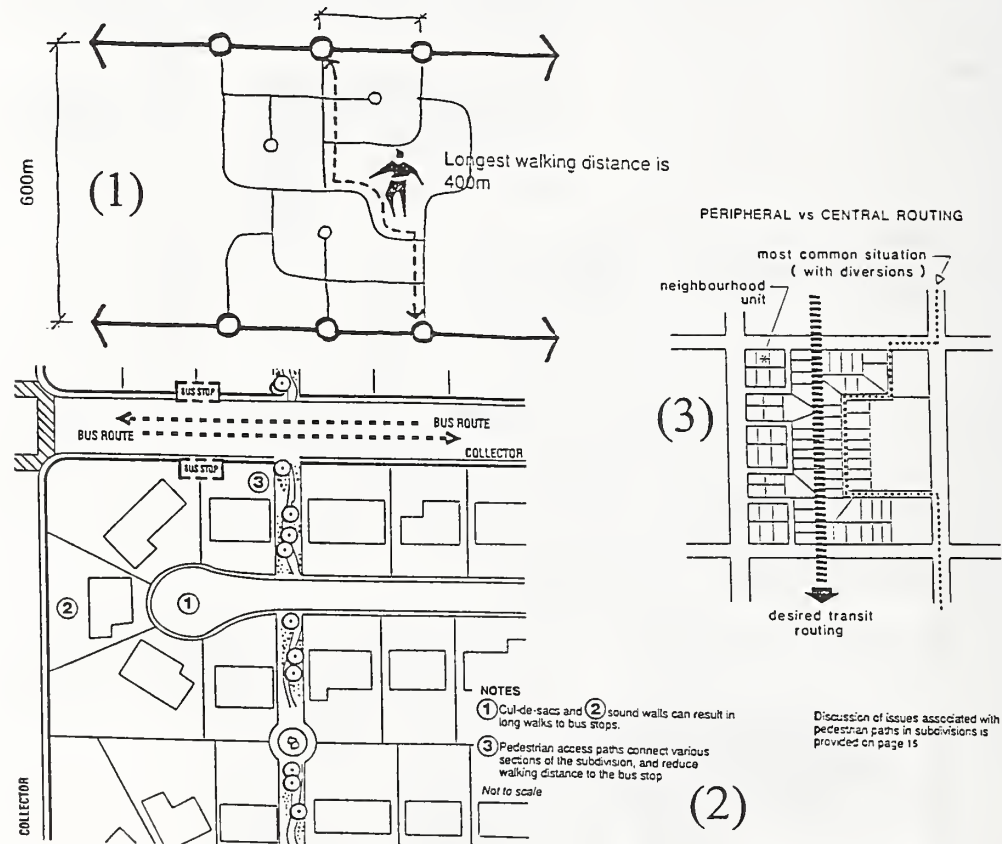 600m
(1)
Longest walking distance is
400m
PERIPHERAL vs CENTRAL ROUTING
most common situation
( with diversions )
neighbourhood
unit
(3)
desired transit
routing
BUS STOP
BUS ROUTE
BUS ROUTE
COLLECTOR
BUS STOP
3
2
1
COLLECTOR
NOTES
1 Cul-de-sacs and 2 sound walls can result in
long walks to bus stops.
3 Pedestrian access paths connect various
sections of the subdivision, and reduce
walking distance to the bus stop
Not to scale
(2)
Discussion of issues associated with
pedestrian paths in subdivisions is
provided on page 15